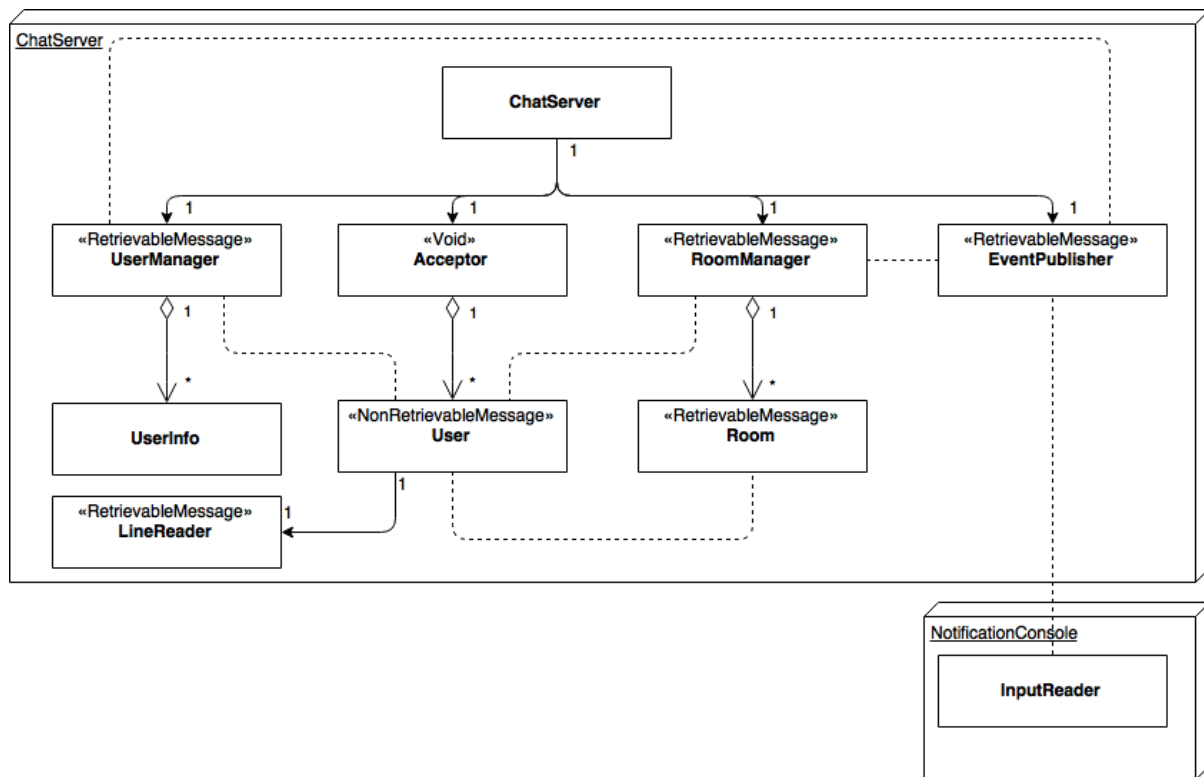 ChatServer
ChatServer
1
1
1
1
1
«RetrievableMessage»
UserManager
«Void»
Acceptor
«RetrievableMessage»
RoomManager
«RetrievableMessage»
EventPublisher
1
1
1
*
*
*
UserInfo
«NonRetrievableMessage»
User
«RetrievableMessage»
Room
1
«RetrievableMessage»
LineReader
1
NotificationConsole
InputReader